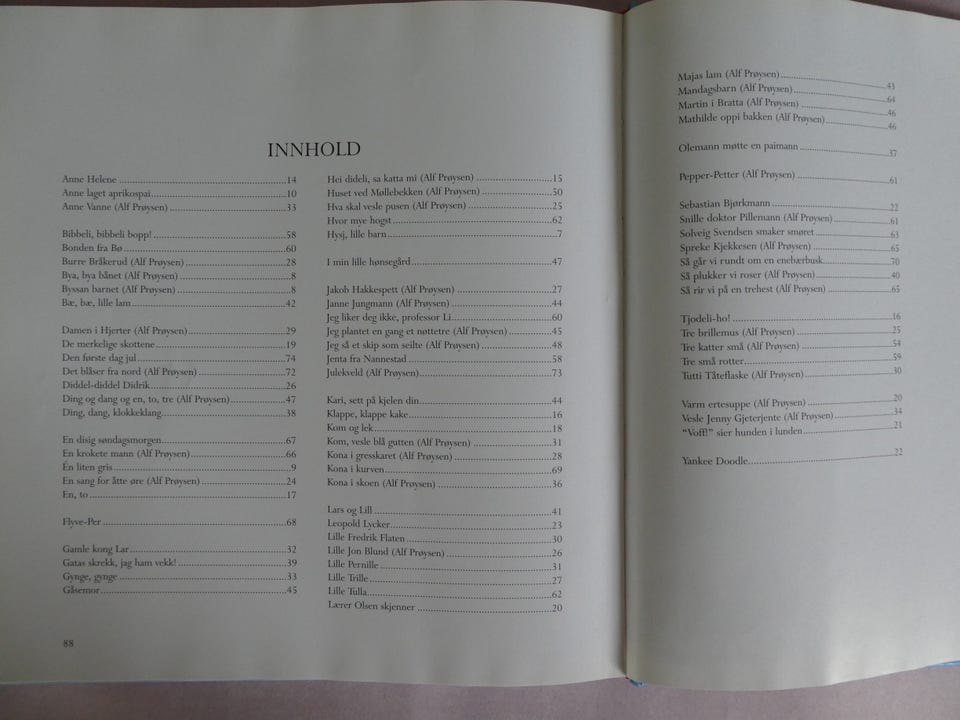 INNHOLD
Anne Helene 14
Anne laget aprikospai 10
Anne Vanne (Alf Prøysen) 33
Bibbeli, bibbeli bopp! 58
Bonden fra Bø 60
Burre Bråkerud (Alf Prøysen) 28
Bya, bya bånet (Alf Prøysen) 8
Byssan barnet (Alf Prøysen) 8
Bæ, bæ, lille lam 42
Damen i Hjerter (Alf Prøysen) 29
De merkelige skottene 19
Den første dag jul 74
Det blåser fra nord (Alf Prøysen) 72
Diddel-diddel Didrik 26
Ding og dang og en, to, tre (Alf Prøysen) 47
Ding, dang, klokkeklang 38
En disig søndagsmorgen 67
En krokete mann (Alf Prøysen) 66
Én liten gris 9
En sang for åtte øre (Alf Prøysen) 24
En, to 17
Flyve-Per 68
Gamle kong Lar 32
Gatas skrekk, jag ham vekk! 39
Gynge, gynge 33
Gåsemor 45
88
Hei dideli, sa katta mi (Alf Prøysen) 15
Huset ved Møllebekken (Alf Prøysen) 50
Hva skal vesle pusen (Alf Prøysen) 25
Hvor mye hogst 62
Hysj, lille barn 7
I min lille hønsegård 47
Jakob Hakkespett (Alf Prøysen) 27
Janne Jungmann (Alf Prøysen) 44
Jeg liker deg ikke, professor Li 60
Jeg plantet en gang et nøttetre (Alf Prøysen) 45
Jeg så et skip som seilte (Alf Prøysen) 48
Jenta fra Nannestad 58
Julekveld (Alf Prøysen) 73
Kari, sett på kjelen din 44
Klappe, klappe kake 16
Kom og lek 18
Kom, vesle blå gutten (Alf Prøysen) 31
Kona i gresskaret (Alf Prøysen) 28
Kona i kurven 69
Kona i skoen (Alf Prøysen) 36
Lars og Lill 41
Leopold Lycker 23
Lille Fredrik Flaten 30
Lille Jon Blund (Alf Prøysen) 26
Lille Pernille 31
Lille Trille 27
Lille Tulla 62
Lærer Olsen skjenner 20
Majas lam (Alf Prøysen) 43
Mandagsbarn (Alf Prøysen) 64
Martin i Bratta (Alf Prøysen) 46
Mathilde oppi bakken (Alf Prøysen) 46
Olemann møtte en paimann 37
Pepper-Petter (Alf Prøysen) 61
Sebastian Bjørkmann 22
Snille doktor Pillemann (Alf Prøysen) 61
Solveig Svendsen smaker smøret 63
Spreke Kjekkesen (Alf Prøysen) 65
Så går vi rundt om en enebærbusk 70
Så plukker vi roser (Alf Prøysen) 40
Så rir vi på en trehest (Alf Prøysen) 65
Tjodeli-ho! 16
Tre brillemus (Alf Prøysen) 25
Tre katter små (Alf Prøysen) 54
Tre små rotter 59
Tutti Tåteflaske (Alf Prøysen) 30
Varm ertesuppe (Alf Prøysen) 20
Vesle Jenny Gjeterjente (Alf Prøysen) 34
“Voff!” sier hunden i lunden 21
Yankee Doodle 22